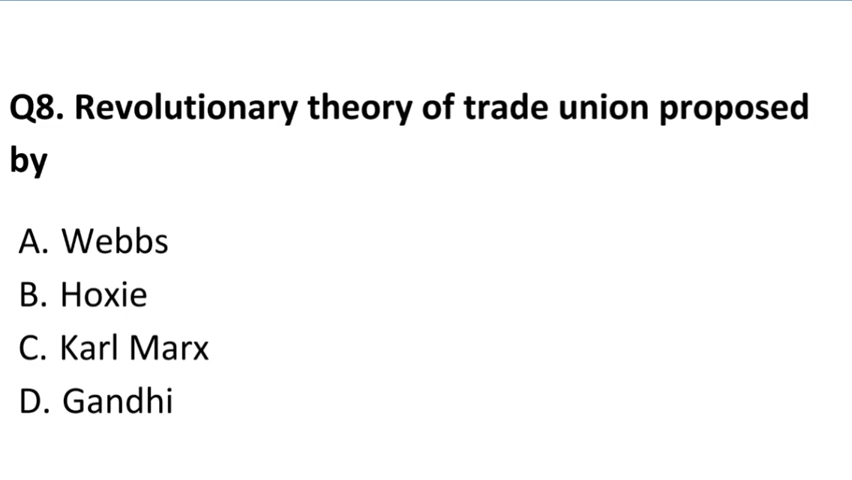 Q8. Revolutionary theory of trade union proposed
by
A. Webbs
B. Hoxie
C. Karl Marx
D. Gandhi